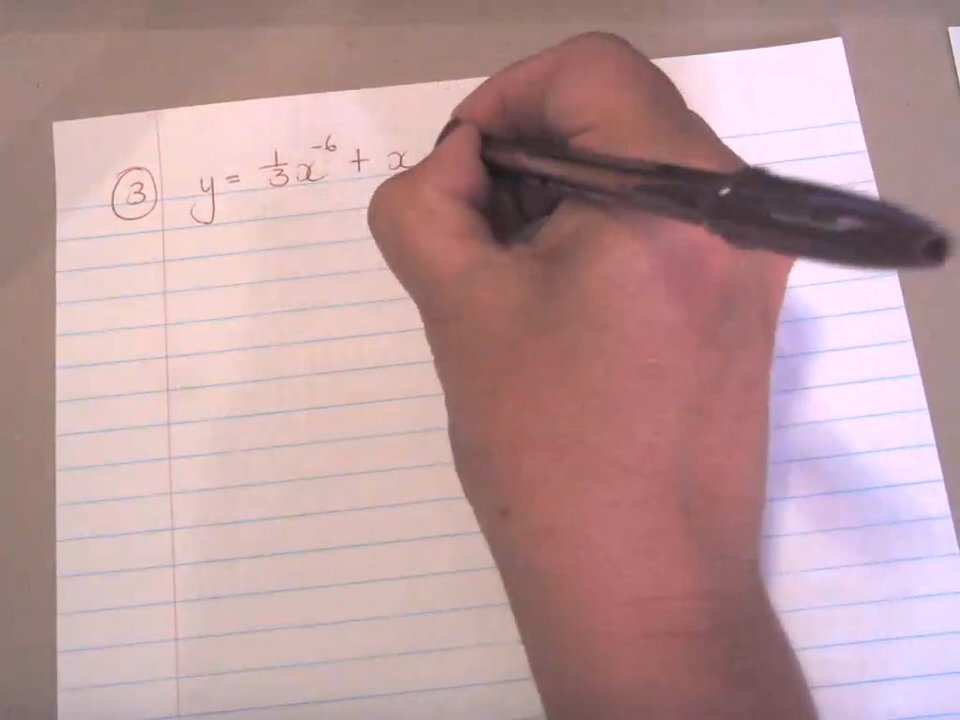 ③ y = ⅓x⁻⁶ + x